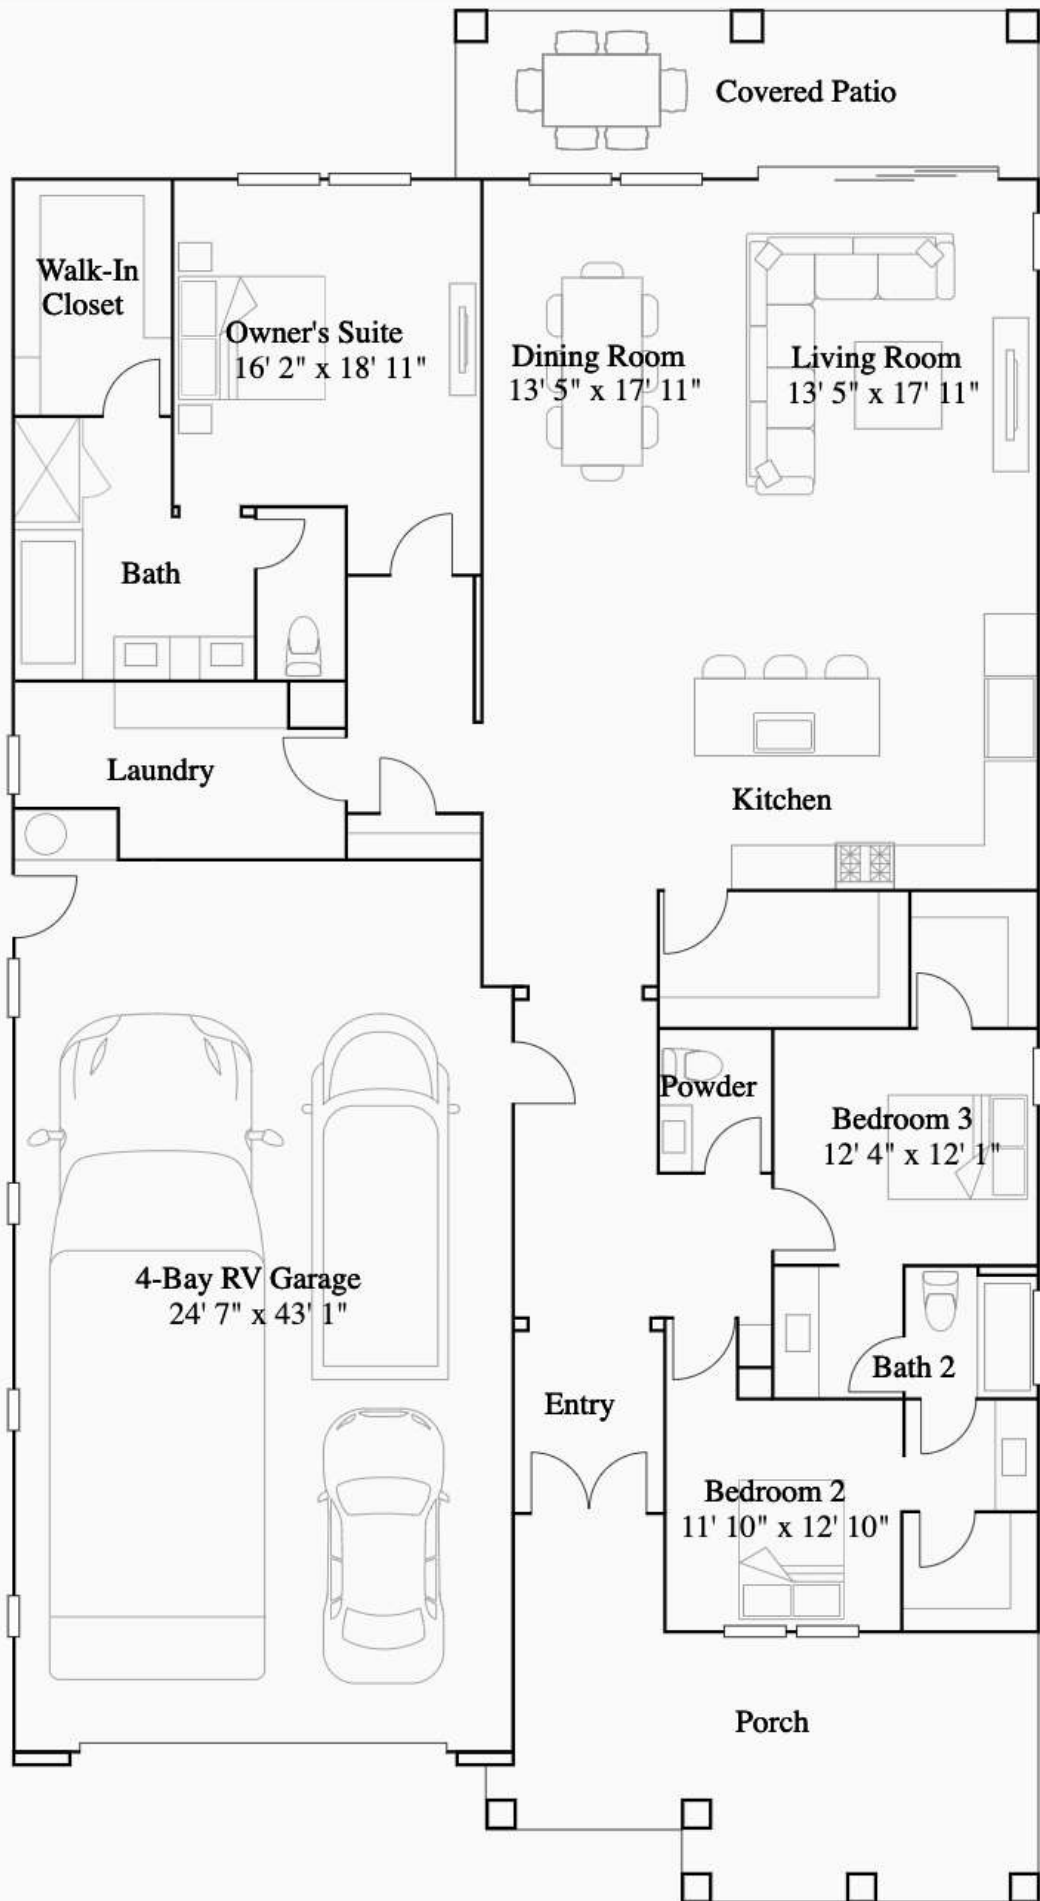 Covered Patio
Walk-In
Closet
Owner's Suite
16' 2" x 18' 11"
Dining Room
13' 5" x 17' 11"
Living Room
13' 5" x 17' 11"
Bath
Laundry
Kitchen
Powder
Bedroom 3
12' 4" x 12' 1"
4-Bay RV Garage
24' 7" x 43' 1"
Bath 2
Entry
Bedroom 2
11' 10" x 12' 10"
Porch